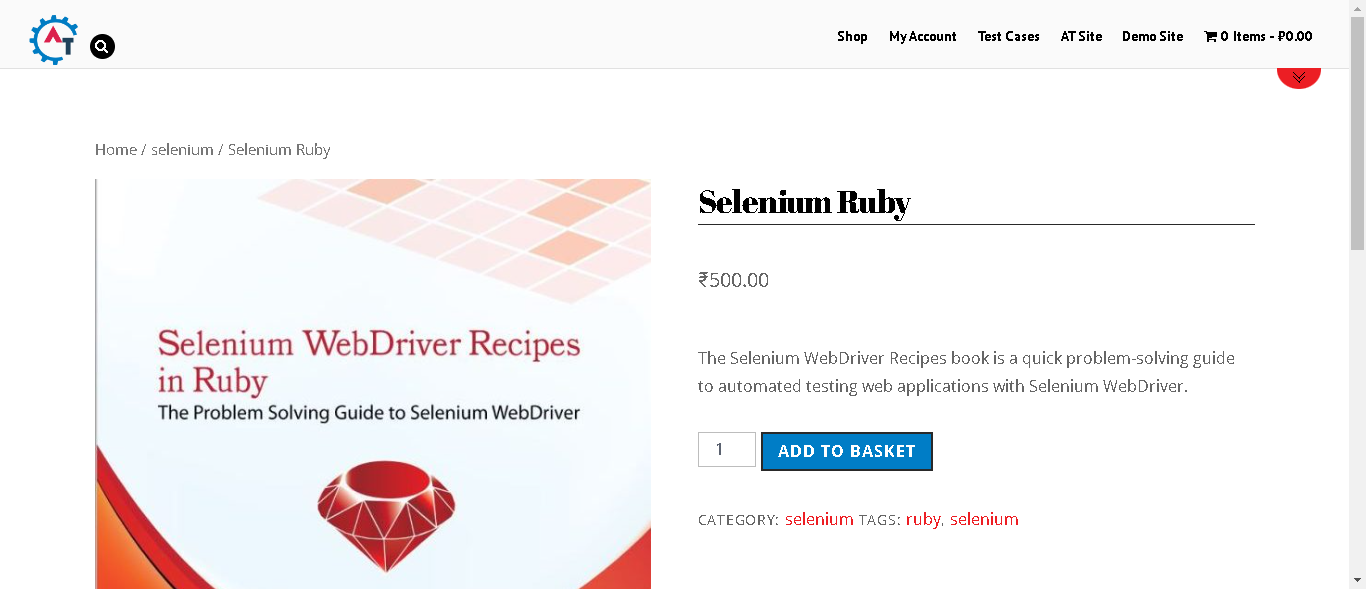 AT
Shop My Account Test Cases AT Site Demo Site 0 Items - ₹0.00
Home / selenium / Selenium Ruby
Selenium Ruby
₹500.00
Selenium WebDriver Recipes
in Ruby
The Problem Solving Guide to Selenium WebDriver
The Selenium WebDriver Recipes book is a quick problem-solving guide
to automated testing web applications with Selenium WebDriver.
1 ADD TO BASKET
CATEGORY: selenium TAGS: ruby, selenium